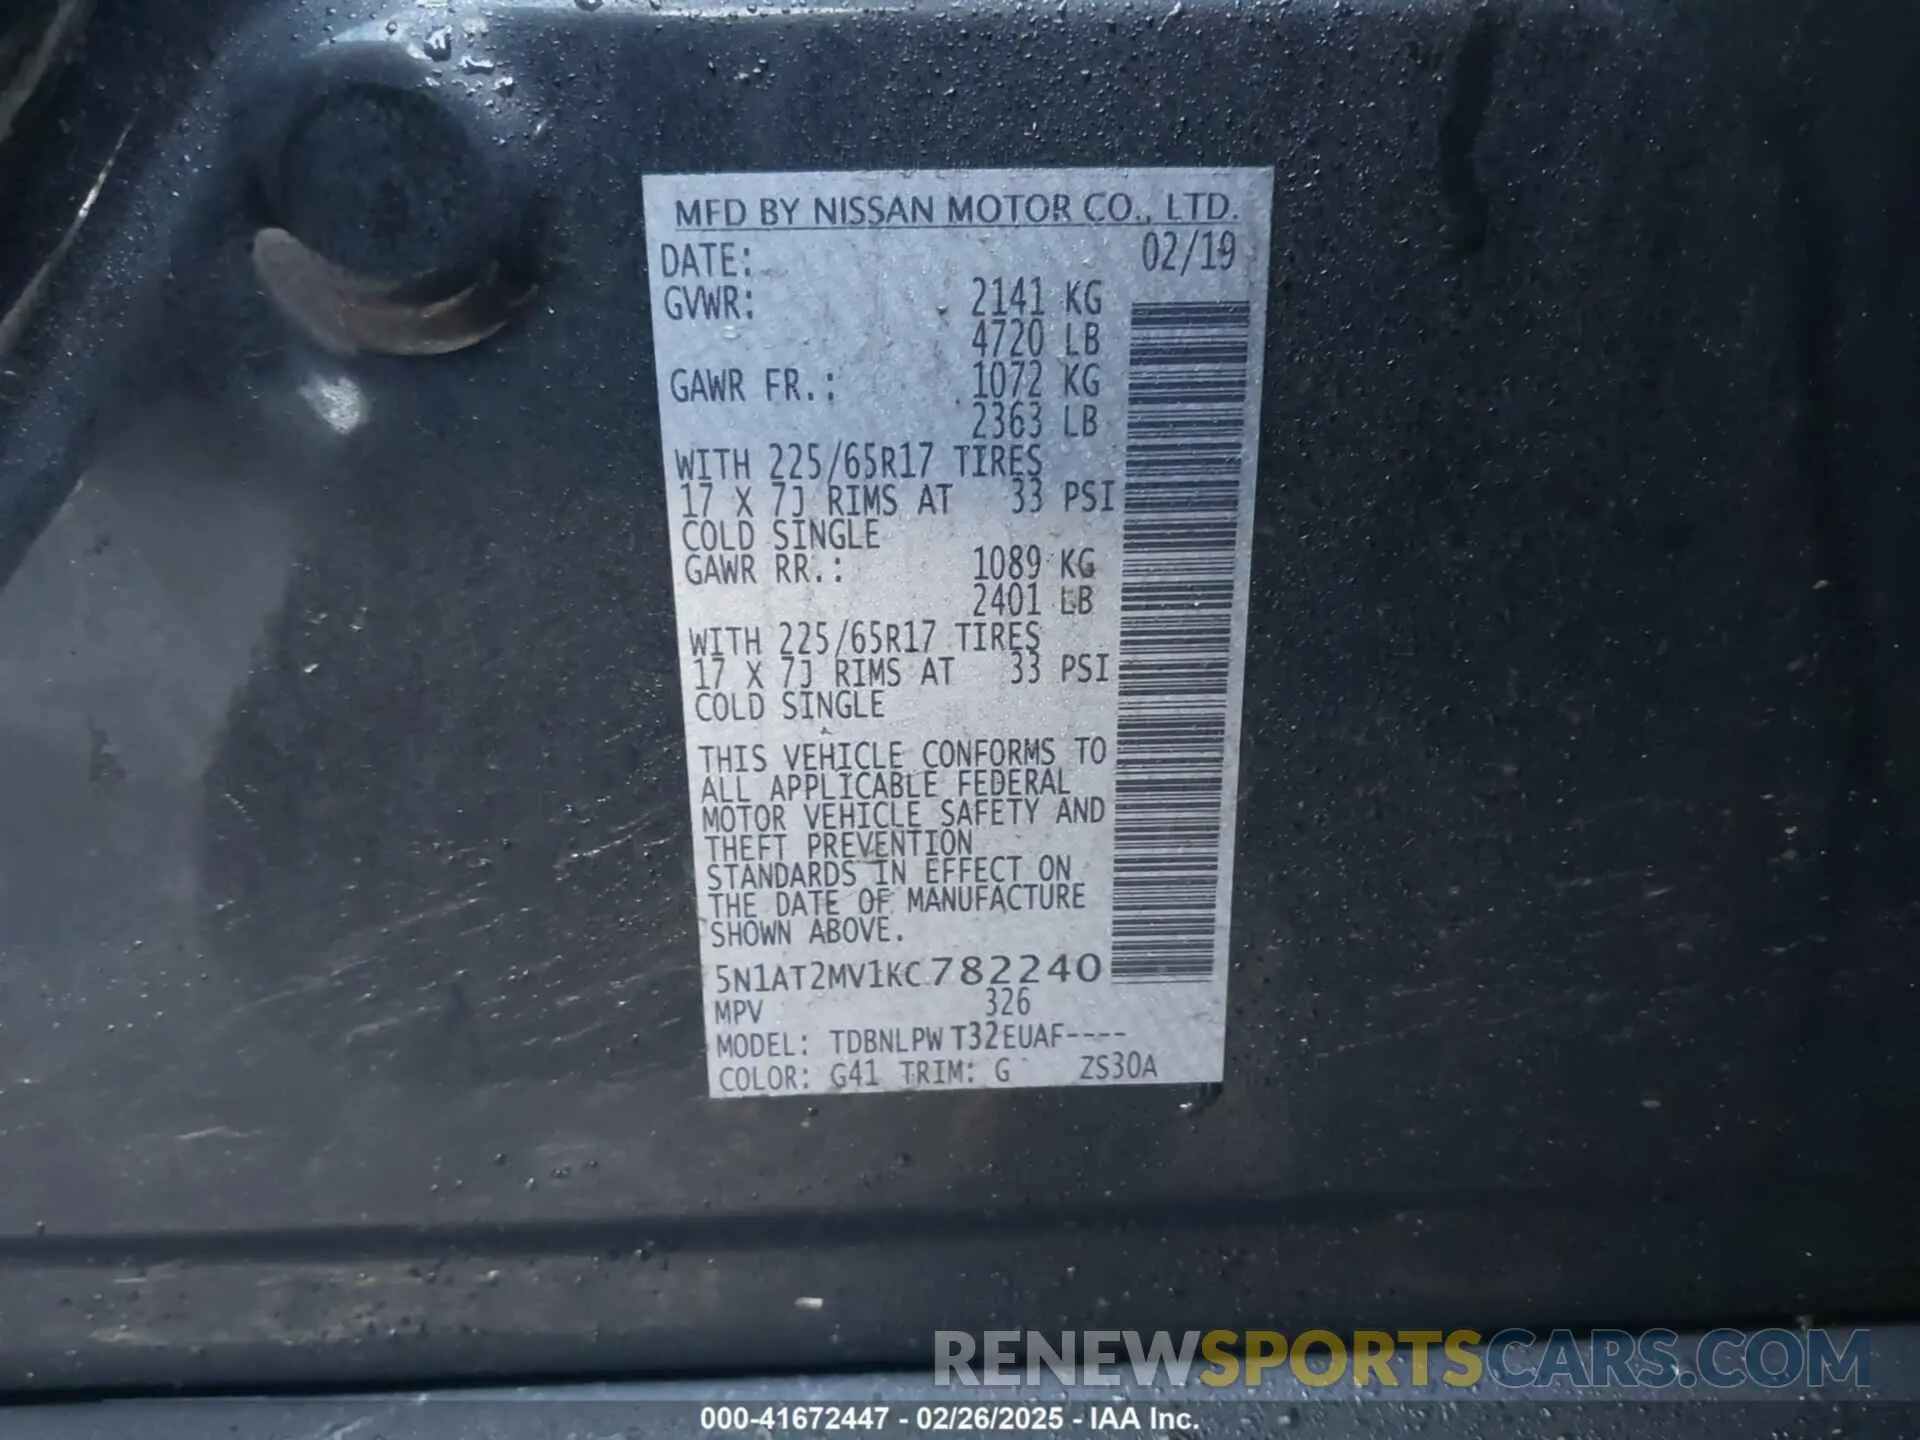 MFD BY NISSAN MOTOR CO., LTD.
DATE: 02/19
GVWR: 2141 KG
4720 LB
GAWR FR.: 1072 KG
2363 LB
WITH 225/65R17 TIRES
17 X 7J RIMS AT 33 PSI
COLD SINGLE
GAWR RR.: 1089 KG
2401 LB
WITH 225/65R17 TIRES
17 X 7J RIMS AT 33 PSI
COLD SINGLE
THIS VEHICLE CONFORMS TO
ALL APPLICABLE FEDERAL
MOTOR VEHICLE SAFETY AND
THEFT PREVENTION
STANDARDS IN EFFECT ON
THE DATE OF MANUFACTURE
SHOWN ABOVE.
5N1AT2MV1KC782240
MPV 326
MODEL: TDBNLPW T32EUAF----
COLOR: G41 TRIM: G ZS30A
RENEWSPORTSCARS.COM
000-41672447 - 02/26/2025 - IAA Inc.